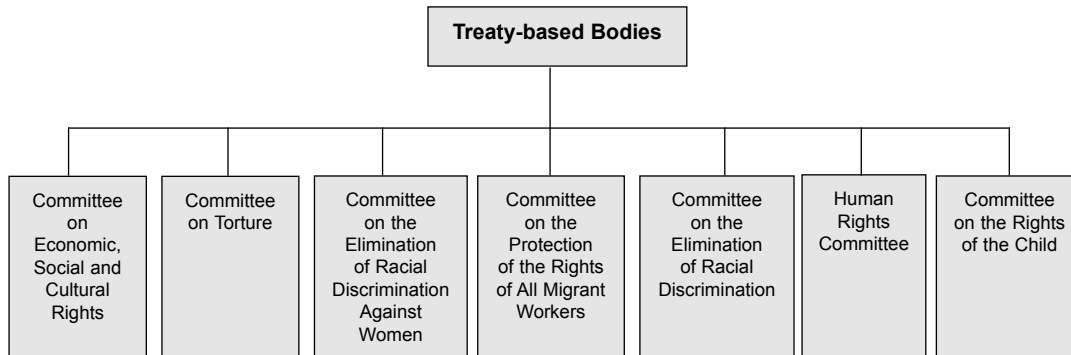 Treaty-based Bodies
Committee
on
Economic,
Social and
Cultural
Rights
Committee
on Torture
Committee
on the
Elimination
of Racial
Discrimination
Against
Women
Committee
on the
Protection
of the Rights
of All Migrant
Workers
Committee
on the
Elimination
of Racial
Discrimination
Human
Rights
Committee
Committee
on the Rights
of the Child